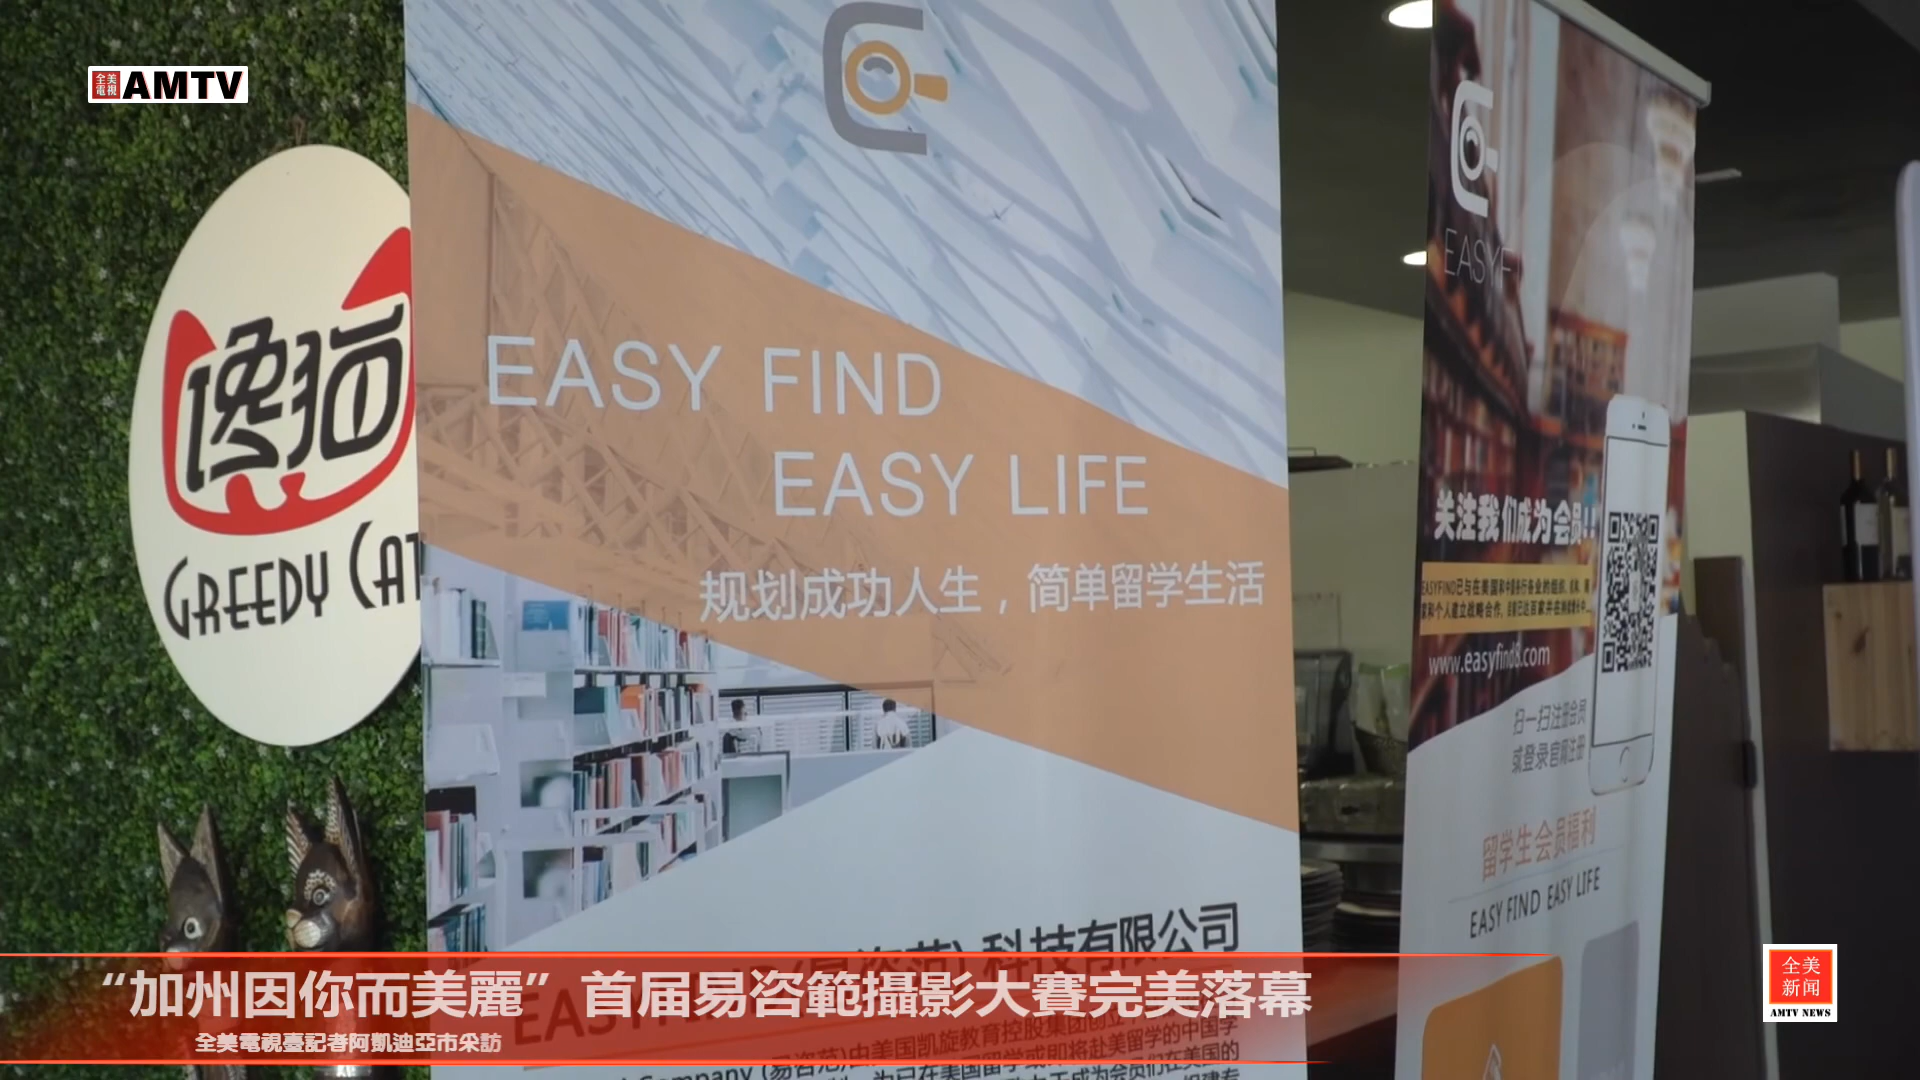 全美
電視 AMTV
馋猫
GREEDY CAT
EASY FIND
EASY LIFE
规划成功人生，简单留学生活
关注我们成为会员!!
www.easyfind8.com
扫一扫注册会员
或登录官网注册
留学生会员福利
EASY FIND EASY LIFE
科技有限公司
“加州因你而美麗”首届易咨範攝影大賽完美落幕
全美電視臺記者阿凱迪亞市采訪
全美
新闻
AMTV NEWS